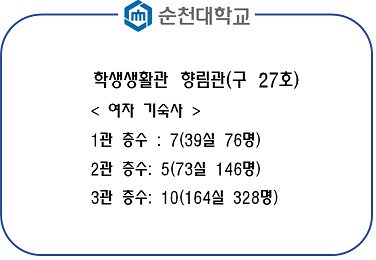 순천대학교
학생생활관 향림관(구 27호)
< 여자 기숙사 >
1관 층수 : 7(39실 76명)
2관 층수: 5(73실 146명)
3관 층수: 10(164실 328명)